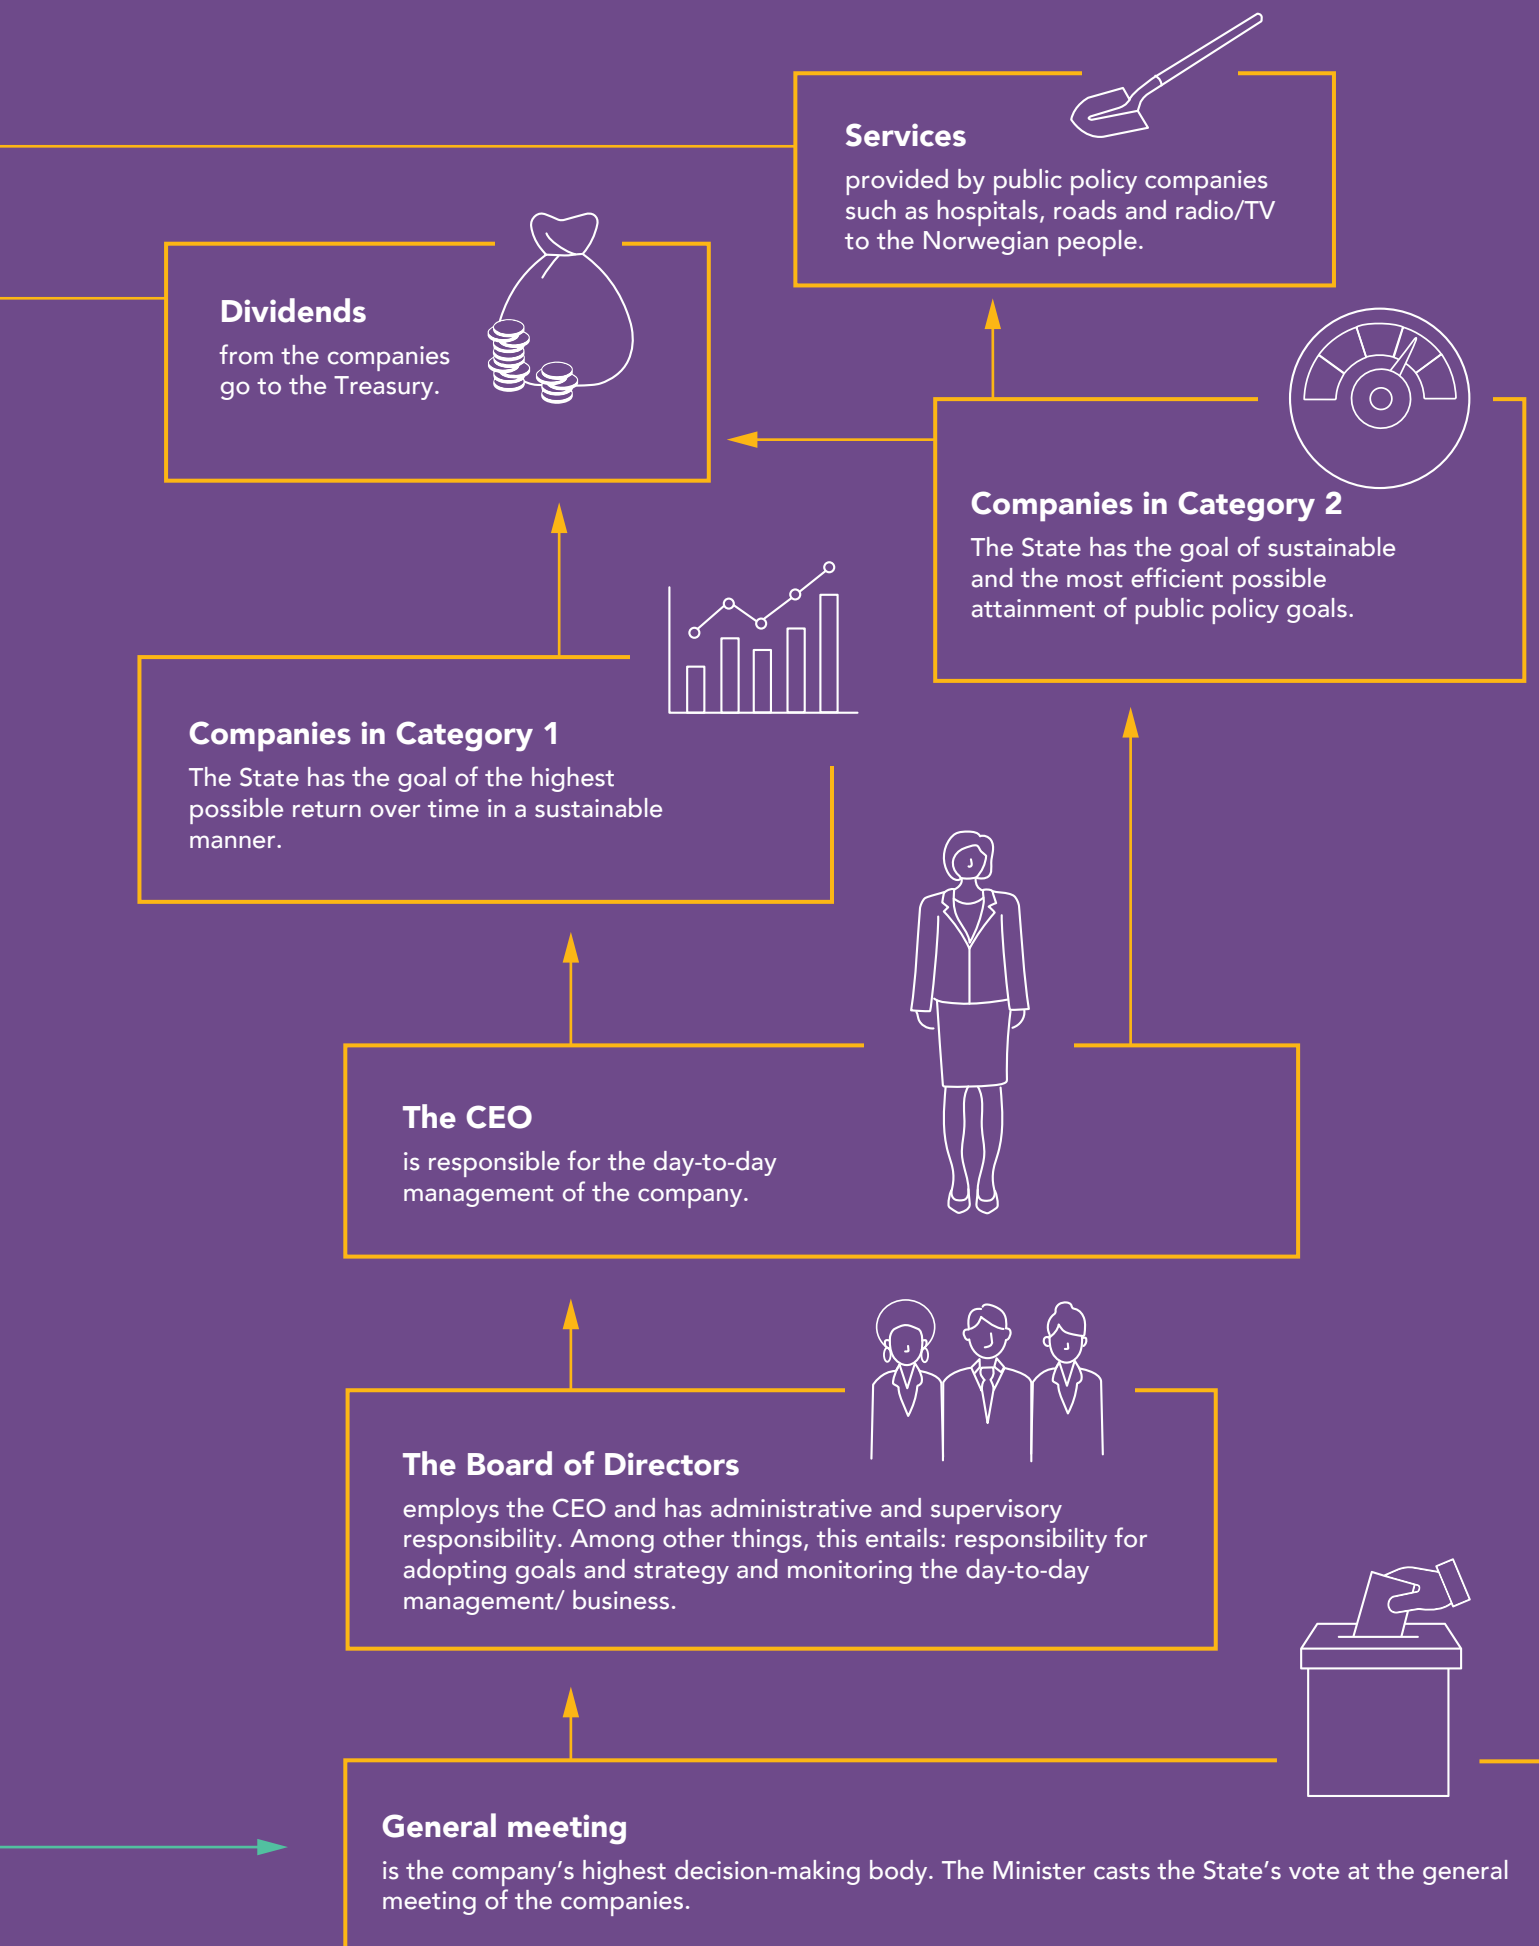 Services
provided by public policy companies
such as hospitals, roads and radio/TV
to the Norwegian people.
Dividends
from the companies
go to the Treasury.
Companies in Category 2
The State has the goal of sustainable
and the most efficient possible
attainment of public policy goals.
Companies in Category 1
The State has the goal of the highest
possible return over time in a sustainable
manner.
The CEO
is responsible for the day-to-day
management of the company.
The Board of Directors
employs the CEO and has administrative and supervisory
responsibility. Among other things, this entails: responsibility for
adopting goals and strategy and monitoring the day-to-day
management/ business.
General meeting
is the company’s highest decision-making body. The Minister casts the State’s vote at the general
meeting of the companies.